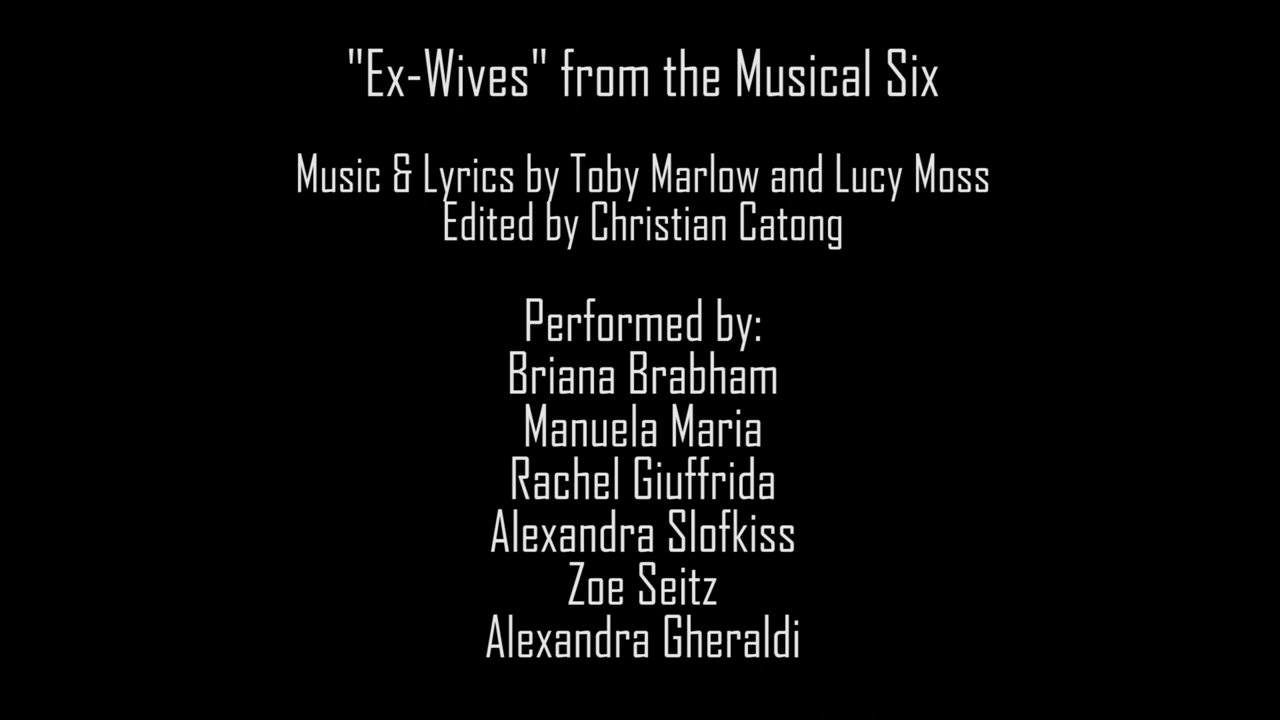 "Ex-Wives" from the Musical Six
Music & Lyrics by Toby Marlow and Lucy Moss
Edited by Christian Catong
Performed by:
Briana Brabham
Manuela Maria
Rachel Giuffrida
Alexandra Slofkiss
Zoe Seitz
Alexandra Gheraldi